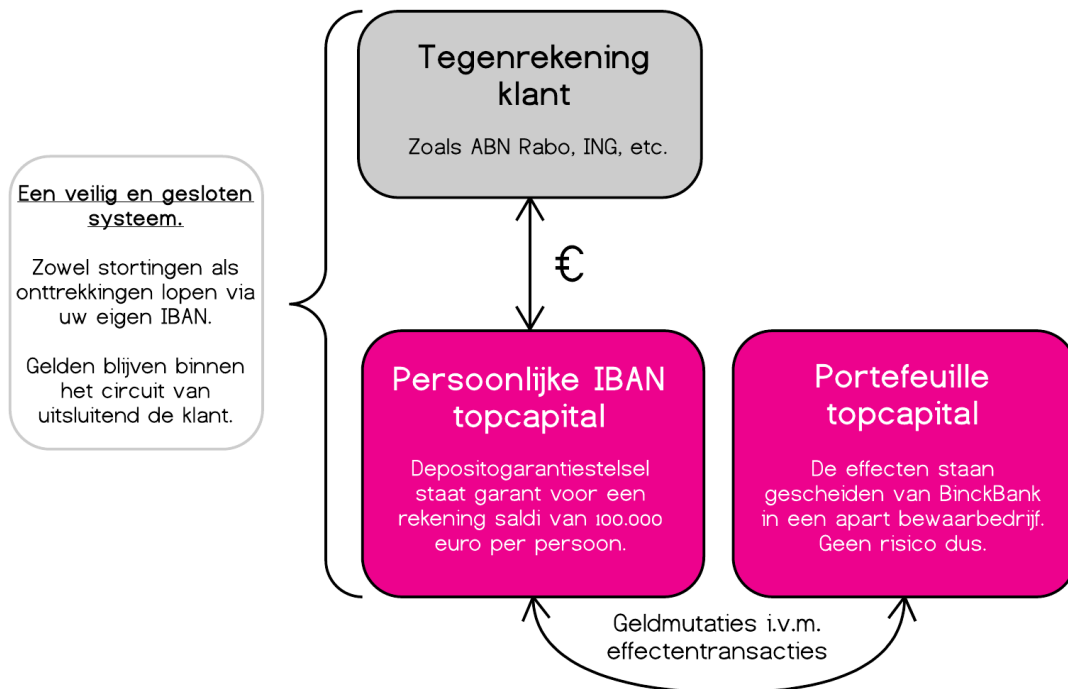 Tegenrekening
klant
Zoals ABN Rabo, ING, etc.
Een veilig en gesloten
systeem.
Zowel stortingen als
onttrekkingen lopen via
uw eigen IBAN.
Gelden blijven binnen
het circuit van
uitsluitend de klant.
€
Persoonlijke IBAN
topcapital
Depositogarantiestelsel
staat garant voor een
rekening saldi van 100.000
euro per persoon.
Portefeuille
topcapital
De effecten staan
gescheiden van BinckBank
in een apart bewaarbedrijf.
Geen risico dus.
Geldmutaties i.v.m.
effectentransacties